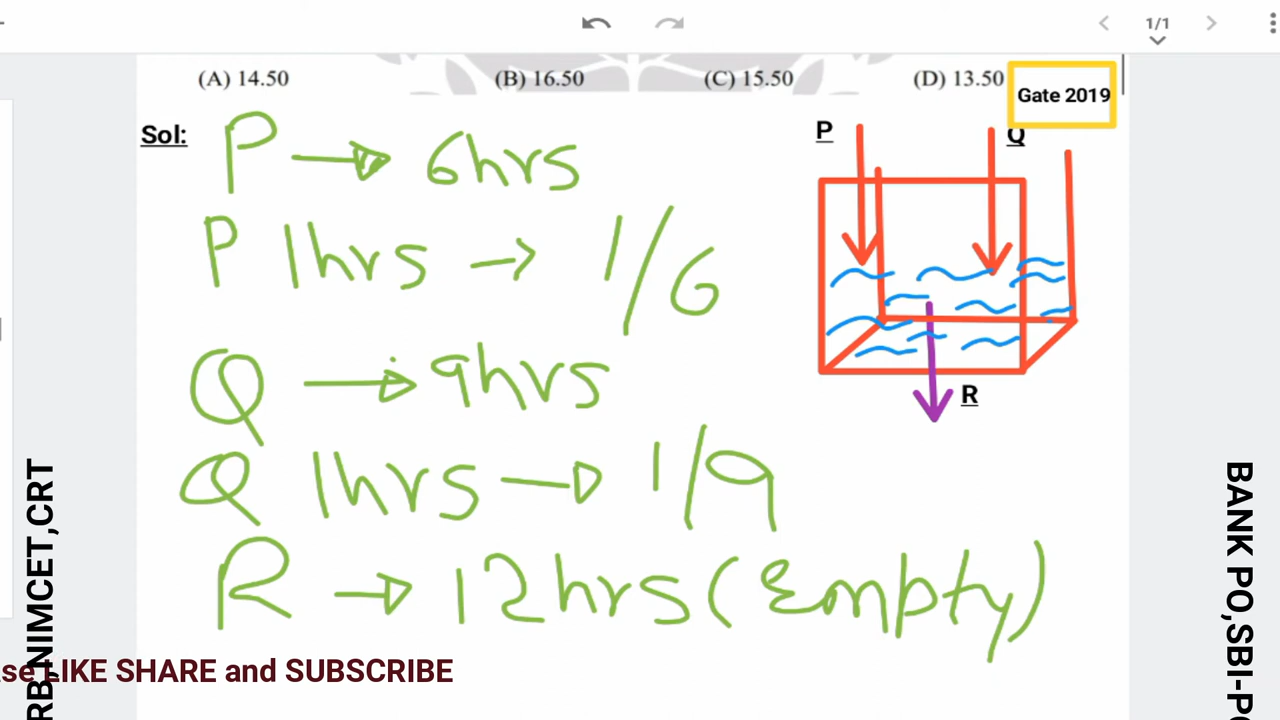 1/1
(A) 14.50 (B) 16.50 (C) 15.50 (D) 13.50
Gate 2019
Sol:
P → 6hrs
P 1hrs → 1/6
Q → 9hrs
Q 1hrs → 1/9
R → 12hrs (Empty)
P
Q
R
se LIKE SHARE and SUBSCRIBE
RB,NIMCET,CRT
BANK PO,SBI-PO